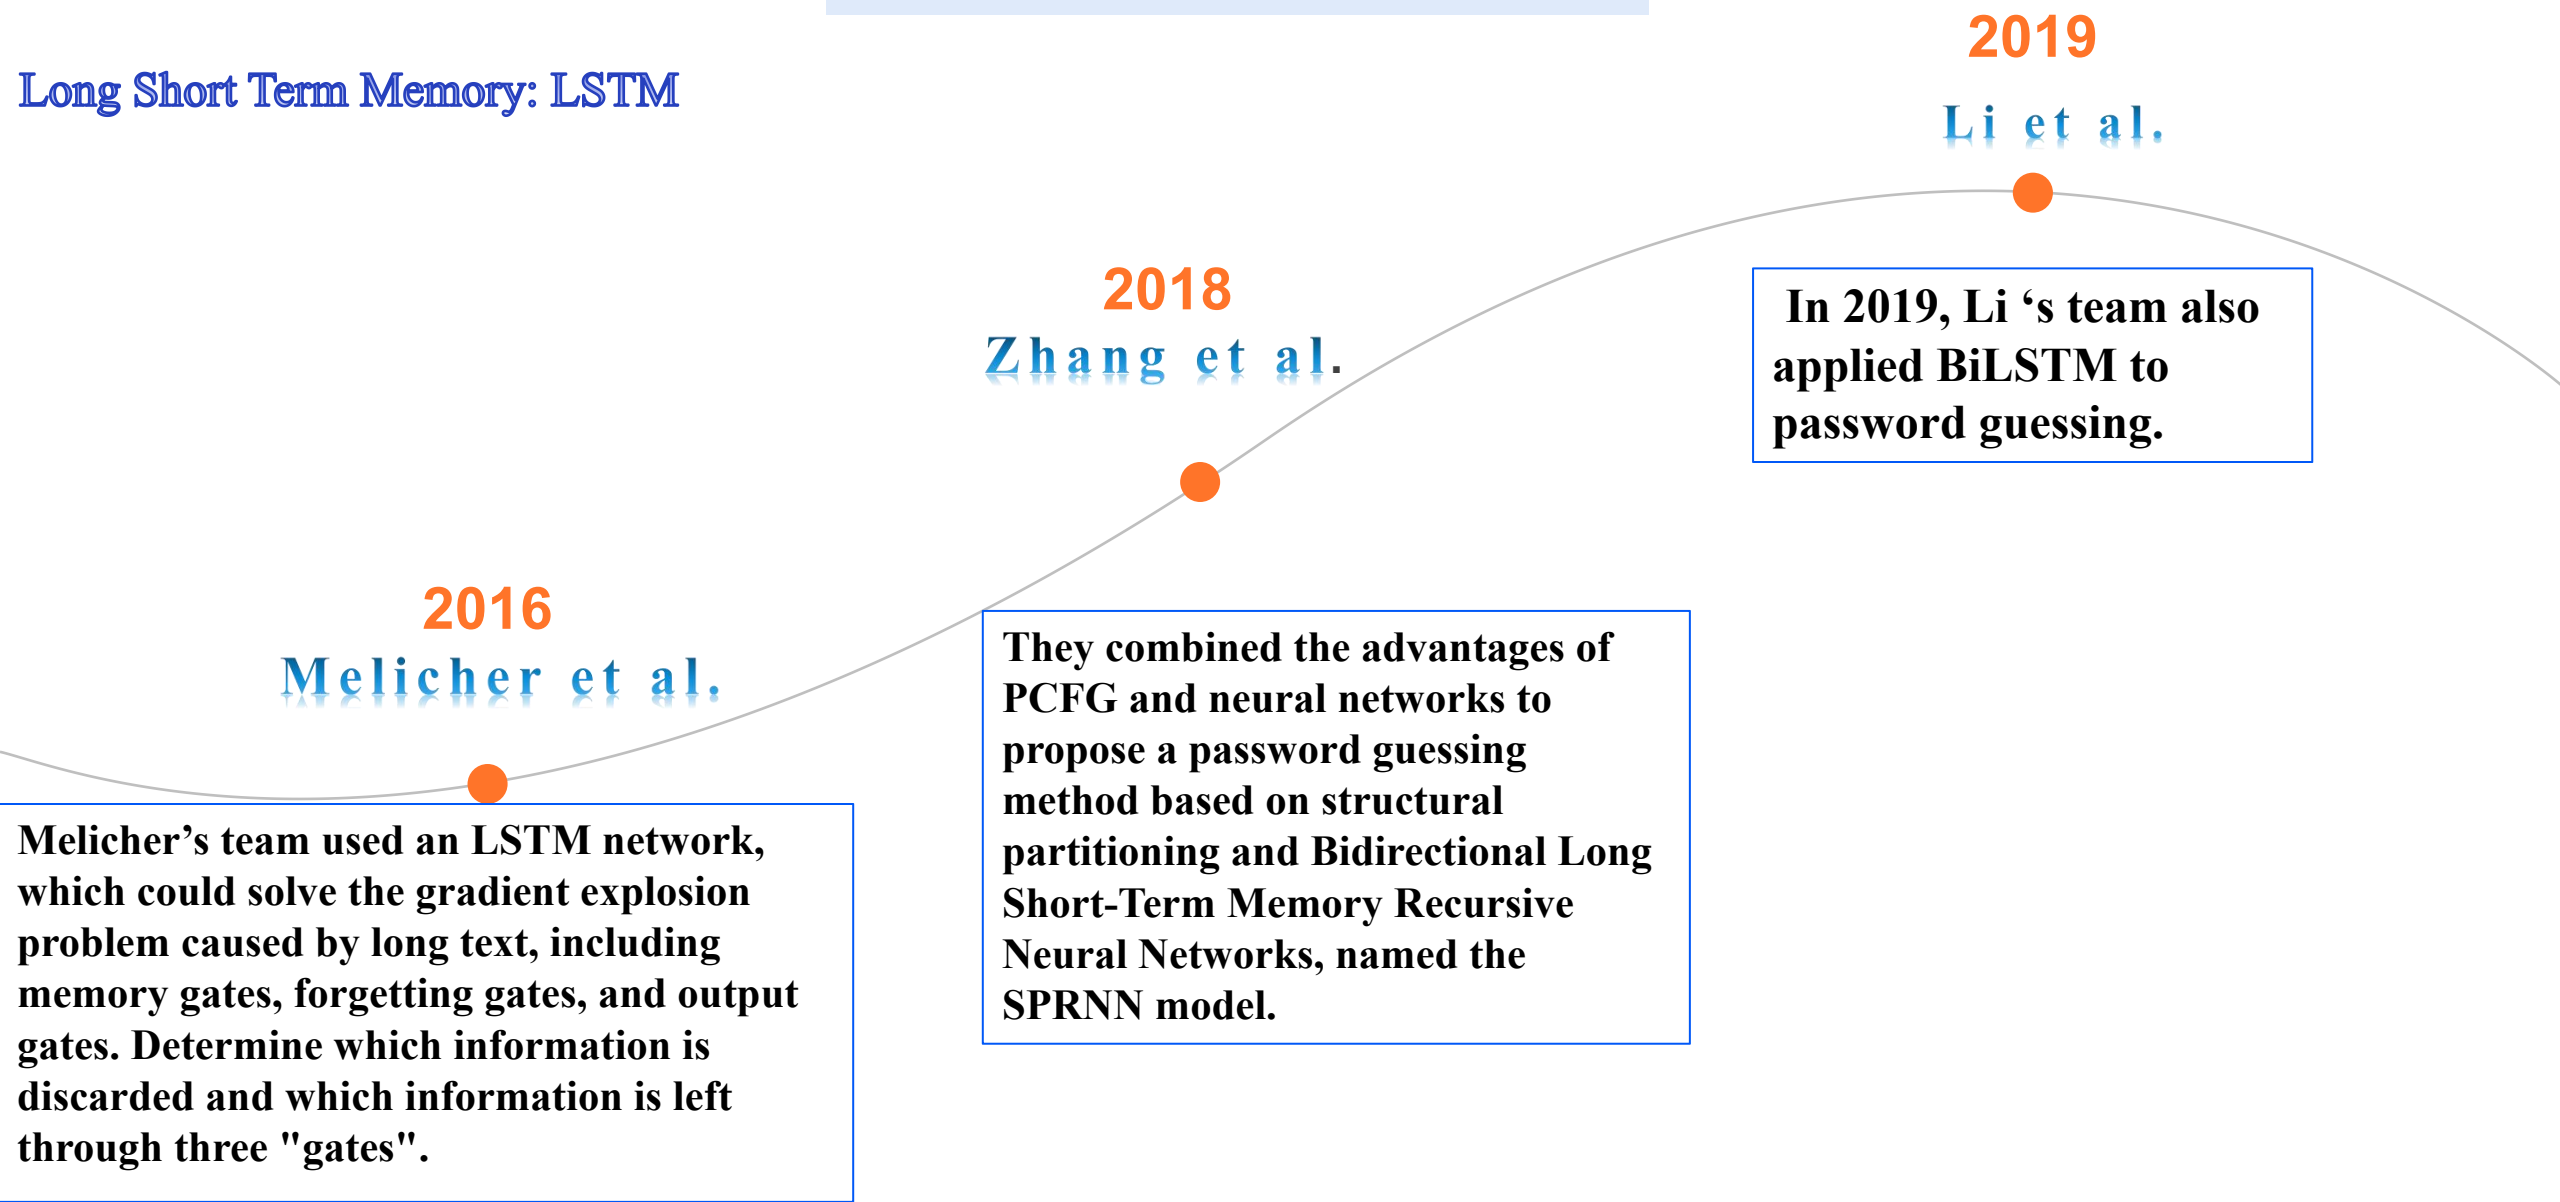 Long Short Term Memory: LSTM
2016
Melicher et al.
Melicher’s team used an LSTM network,
which could solve the gradient explosion
problem caused by long text, including
memory gates, forgetting gates, and output
gates. Determine which information is
discarded and which information is left
through three "gates".
2018
Zhang et al.
They combined the advantages of
PCFG and neural networks to
propose a password guessing
method based on structural
partitioning and Bidirectional Long
Short-Term Memory Recursive
Neural Networks, named the
SPRNN model.
2019
Li et al.
In 2019, Li ‘s team also
applied BiLSTM to
password guessing.